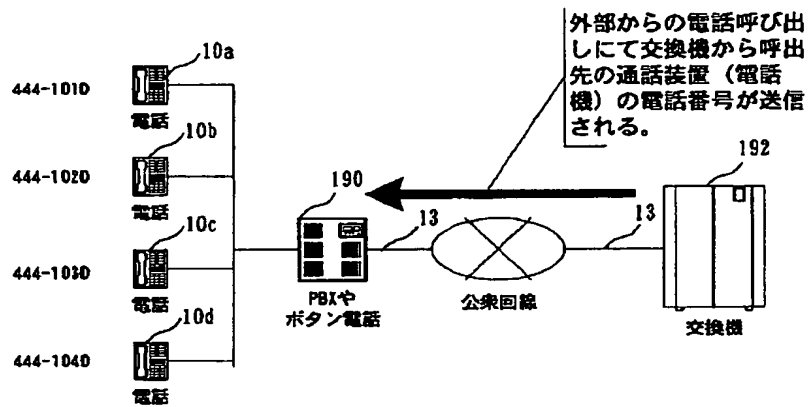 外部からの電話呼び出
しにて交換機から呼出
先の通話装置（電話
機）の電話番号が送信
される。
10a
444-101D
電話
10b
444-102D
電話
190
192
10c
13
13
444-103D
電話
PBXや
ボタン電話
公衆回線
交換機
10d
444-104D
電話